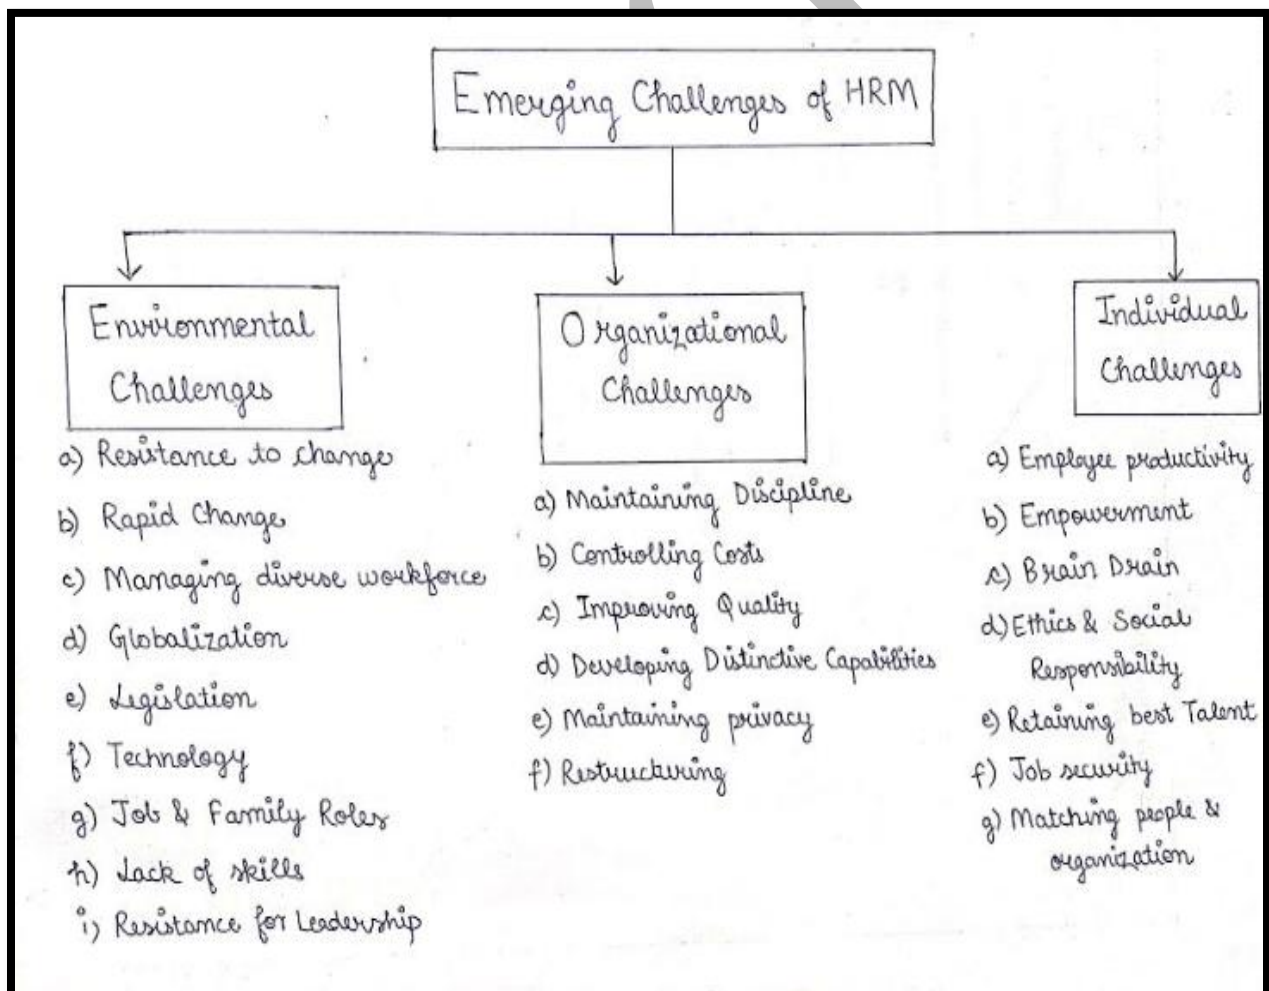 Emerging Challenges of HRM
Environmental
Challenges
a) Resistance to change
b) Rapid Change
c) Managing diverse workforce
d) Globalization
e) Legislation
f) Technology
g) Job & Family Roles
h) Lack of skills
i) Resistance for Leadership
Organizational
Challenges
a) Maintaining Discipline
b) Controlling Costs
c) Improving Quality
d) Developing Distinctive Capabilities
e) Maintaining privacy
f) Restructuring
Individual
Challenges
a) Employee productivity
b) Empowerment
c) Brain Drain
d) Ethics & Social
Responsibility
e) Retaining best Talent
f) Job security
g) Matching people &
organization